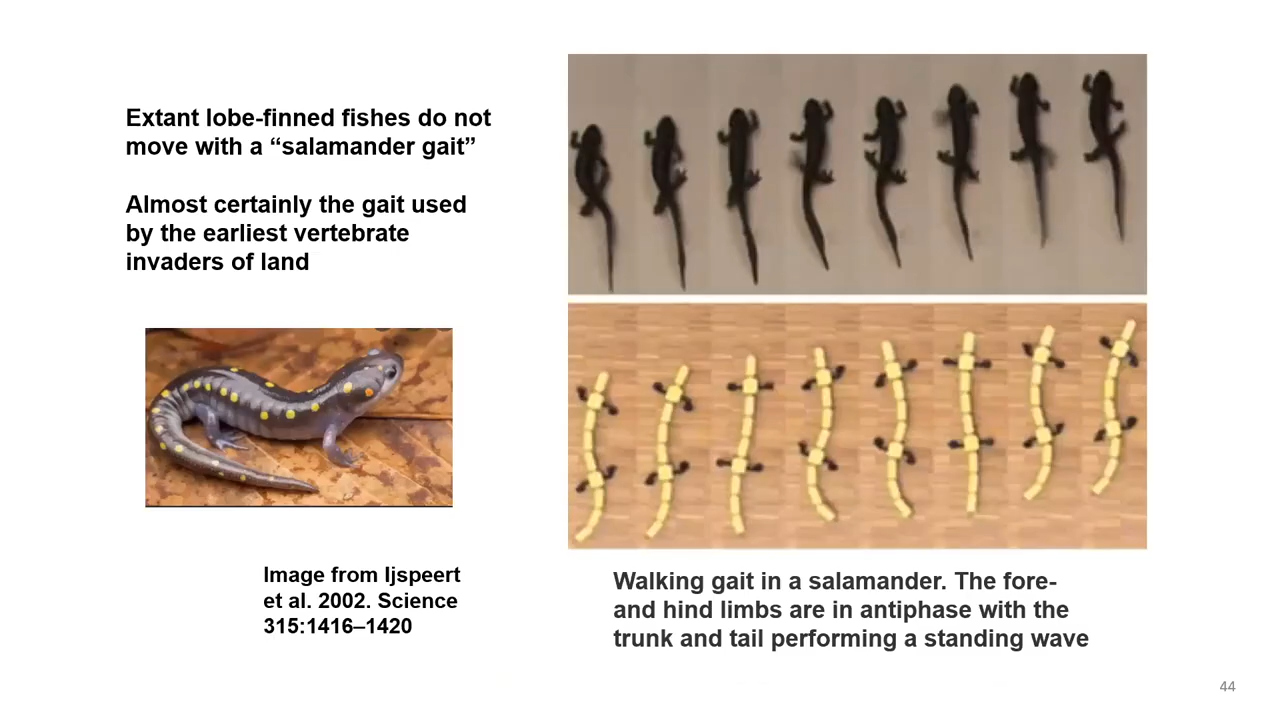 Extant lobe-finned fishes do not
move with a “salamander gait”
Almost certainly the gait used
by the earliest vertebrate
invaders of land
Image from Ijspeert
et al. 2002. Science
315:1416–1420
Walking gait in a salamander. The fore-
and hind limbs are in antiphase with the
trunk and tail performing a standing wave
44